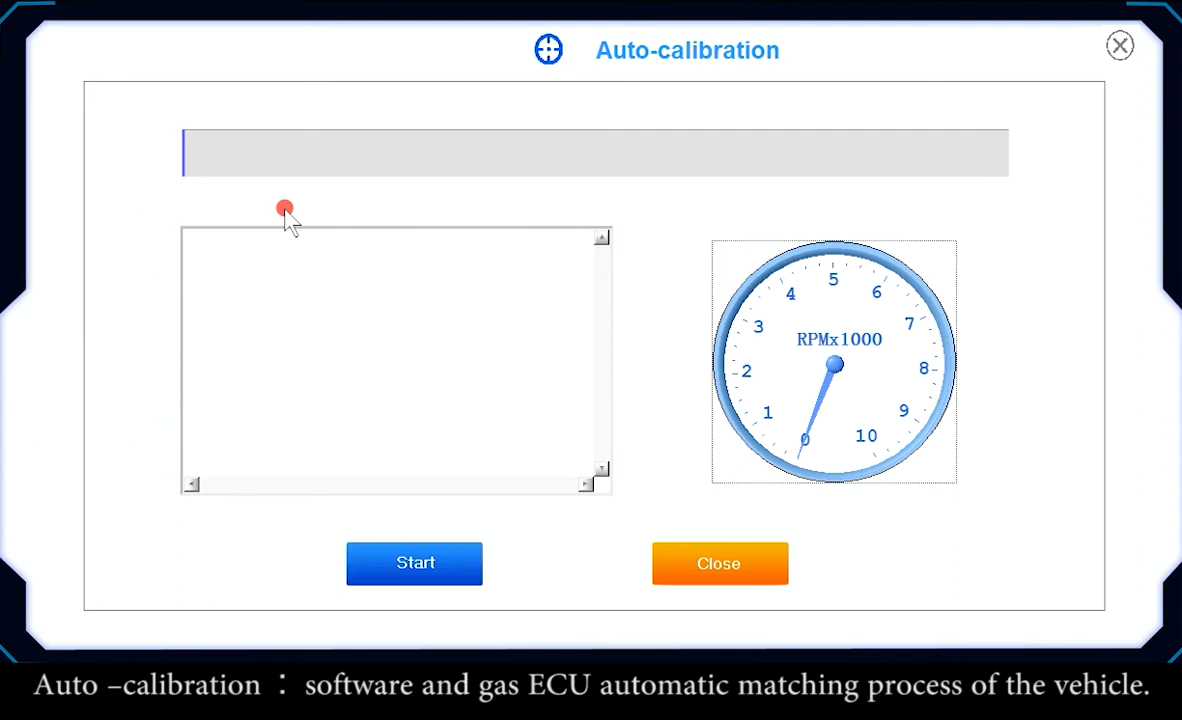 Auto-calibration
5
4 6
3 7
RPMx1000
2 8
1 9
0 10
Start Close
Auto –calibration： software and gas ECU automatic matching process of the vehicle.